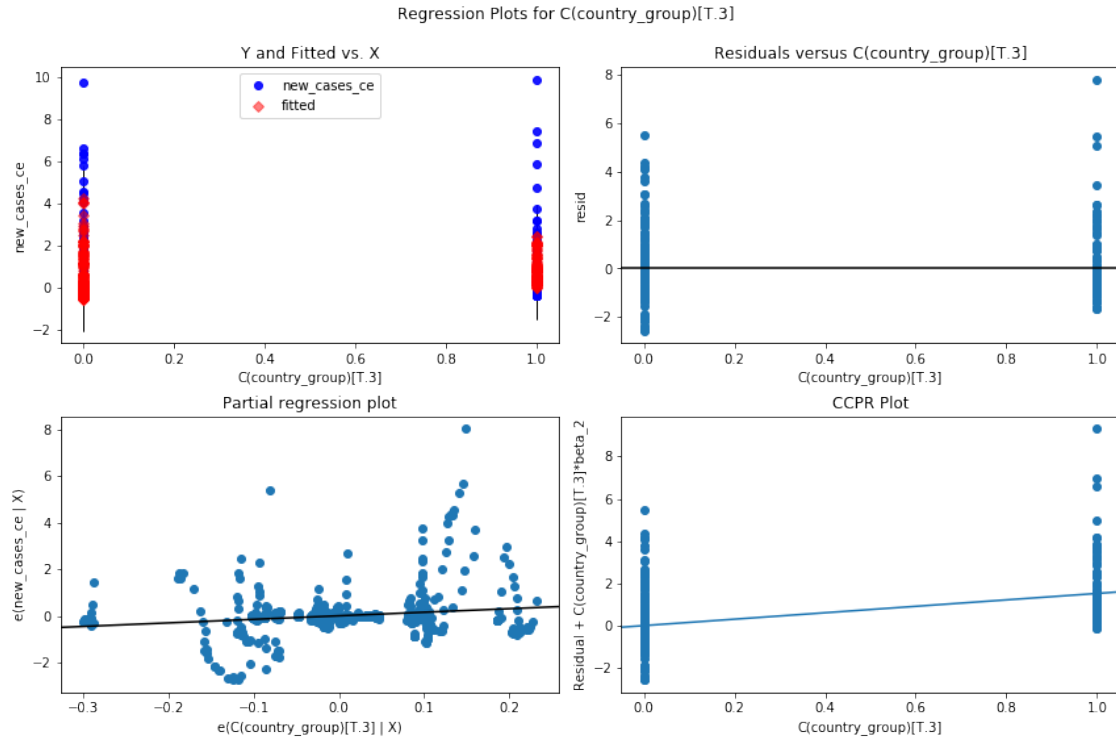 Regression Plots for C(country_group)[T.3]
Y and Fitted vs. X
new_cases_ce
fitted
10
8
6
4
2
0
−2
new_cases_ce
0.0 0.2 0.4 0.6 0.8 1.0
C(country_group)[T.3]
Residuals versus C(country_group)[T.3]
8
6
4
2
0
−2
resid
0.0 0.2 0.4 0.6 0.8 1.0
C(country_group)[T.3]
Partial regression plot
8
6
4
2
0
−2
e(new_cases_ce | X)
−0.3 −0.2 −0.1 0.0 0.1 0.2
e(C(country_group)[T.3] | X)
CCPR Plot
8
6
4
2
0
−2
Residual + C(country_group)[T.3]*beta_2
0.0 0.2 0.4 0.6 0.8 1.0
C(country_group)[T.3]